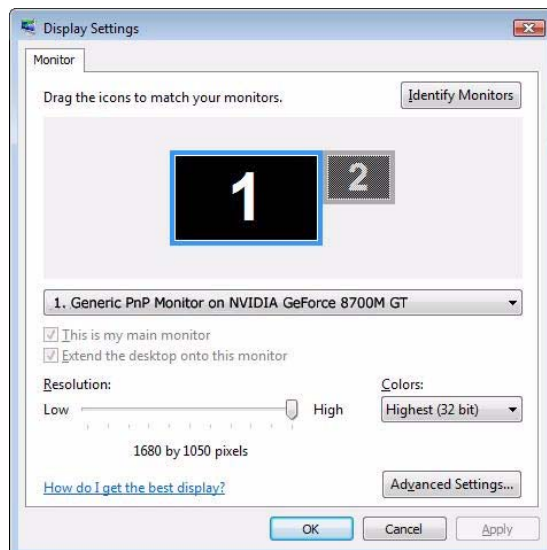 Display Settings
Monitor
Drag the icons to match your monitors.
Identify Monitors
1
2
1. Generic PnP Monitor on NVIDIA GeForce 8700M GT
This is my main monitor
Extend the desktop onto this monitor
Resolution:
Colors:
Low
High
Highest (32 bit)
1680 by 1050 pixels
How do I get the best display?
Advanced Settings...
OK
Cancel
Apply